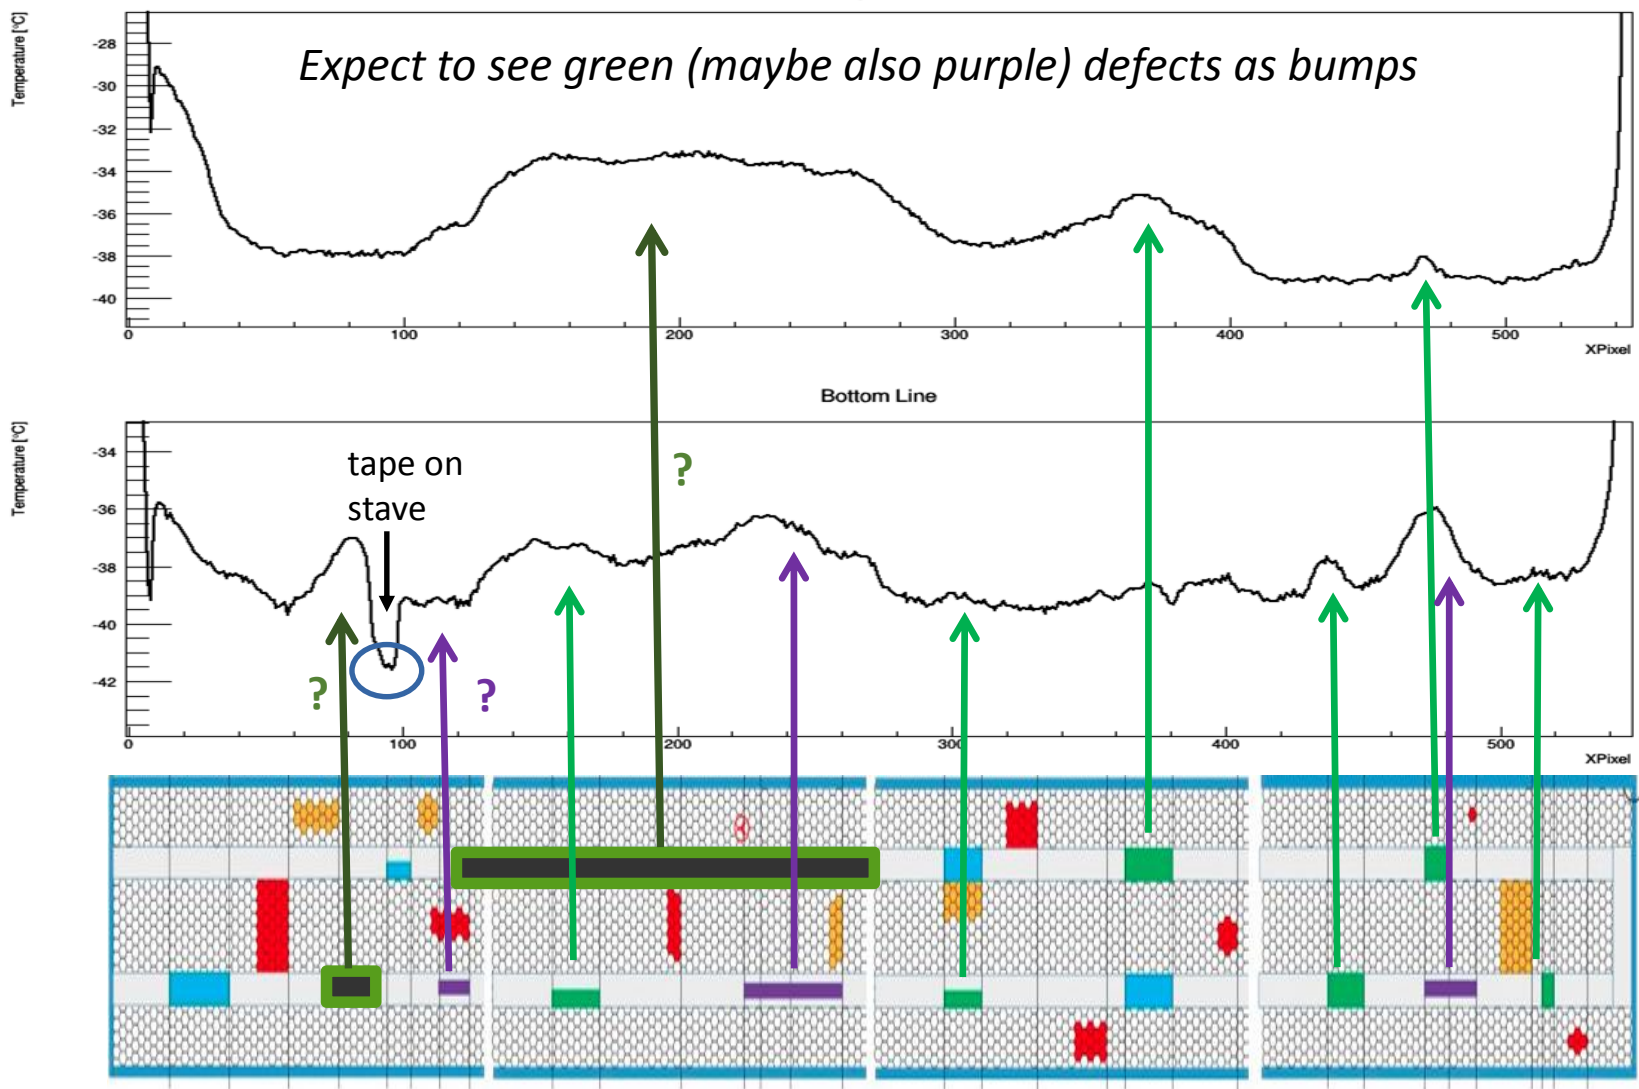 Expect to see green (maybe also purple) defects as bumps
Temperature [°C]
-28
-30
-32
-34
-36
-38
-40
0 100 200 300 400 500
XPixel
Bottom Line
Temperature [°C]
-34
-36
-38
-40
-42
tape on
stave
?
?
?
0 100 200 300 400 500
XPixel